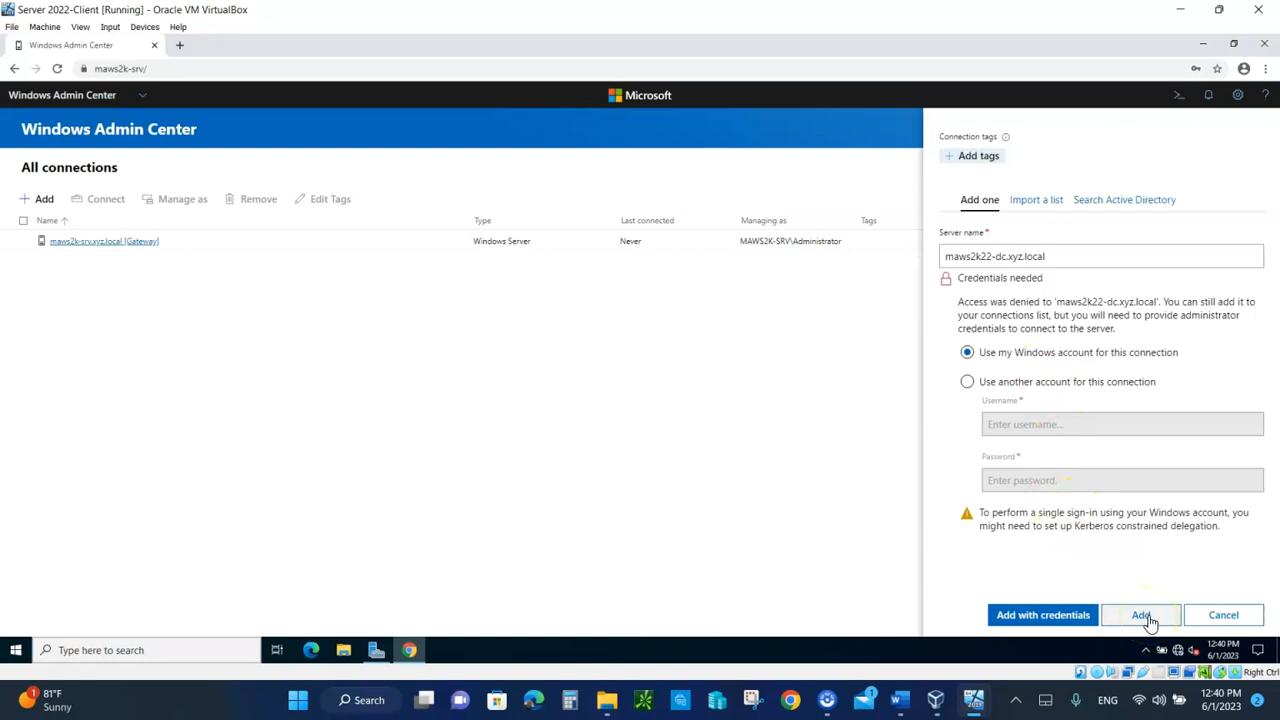 Server 2022-Client [Running] - Oracle VM VirtualBox
File Machine View Input Devices Help
Windows Admin Center
maws2k-srv/
Windows Admin Center
Microsoft
Windows Admin Center
All connections
+ Add Connect Manage as Remove Edit Tags
Name Type Last connected Managing as Tags
maws2k-srv.xyz.local [Gateway] Windows Server Never MAWS2K-SRV\Administrator
Connection tags
+ Add tags
Add one Import a list Search Active Directory
Server name*
maws2k22-dc.xyz.local
Credentials needed
Access was denied to 'maws2k22-dc.xyz.local'. You can still add it to
your connections list, but you will need to provide administrator
credentials to connect to the server.
Use my Windows account for this connection
Use another account for this connection
Username*
Enter username...
Password*
Enter password.
To perform a single sign-in using your Windows account, you
might need to set up Kerberos constrained delegation.
Add with credentials Add Cancel
Type here to search
12:40 PM
6/1/2023
Right Ctrl
81°F
Sunny
Search
ENG
12:40 PM
6/1/2023